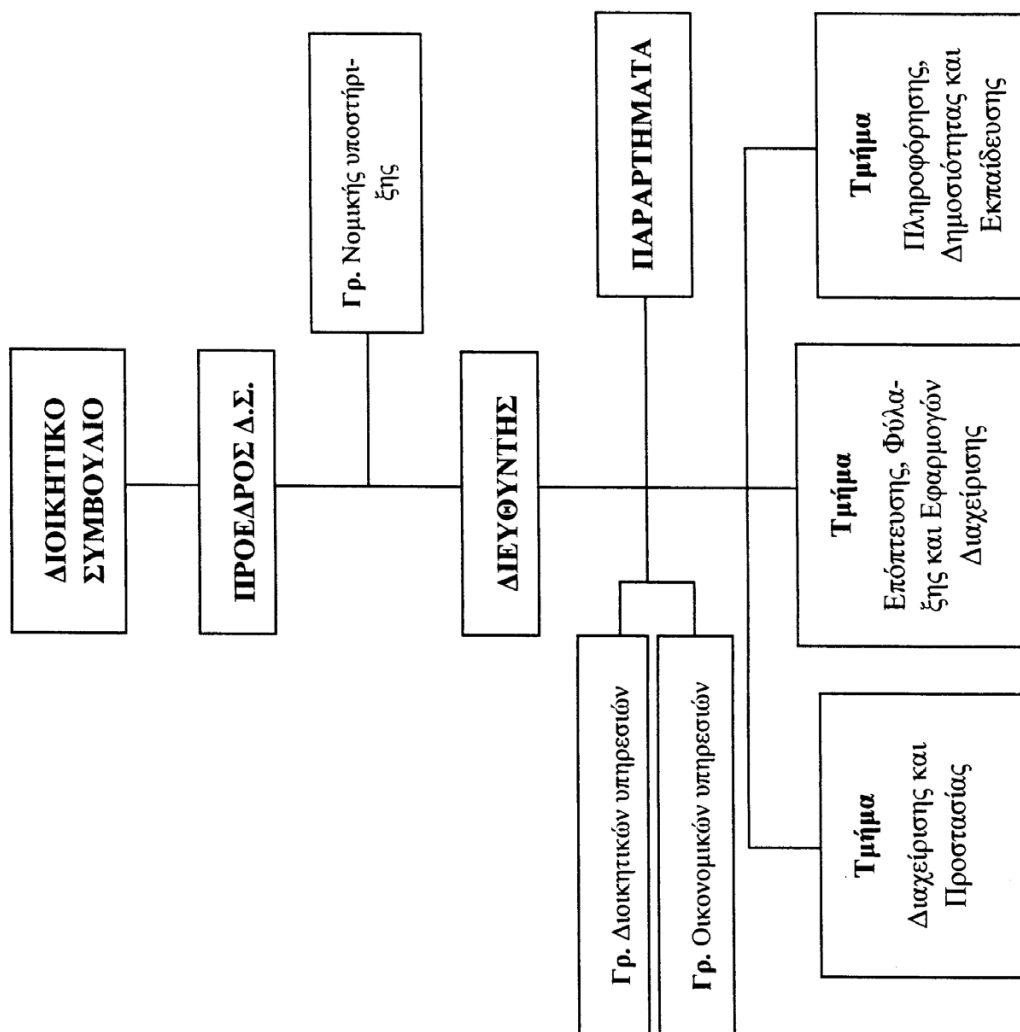 ΔΙΟΙΚΗΤΙΚΟ
ΣΥΜΒΟΥΛΙΟ
ΠΡΟΕΔΡΟΣ Δ.Σ.
Γρ. Νομικής υποστήρι-
ξης
ΔΙΕΥΘΥΝΤΗΣ
Γρ. Διοικητικών υπηρεσιών
Γρ. Οικονομικών υπηρεσιών
ΠΑΡΑΡΤΗΜΑΤΑ
Τμήμα
Διαχείρισης και
Προστασίας
Τμήμα
Επόπτευσης, Φύλα-
ξης και Εφαρμογών
Διαχείρισης
Τμήμα
Πληροφόρησης,
Δημοσιότητας και
Εκπαίδευσης